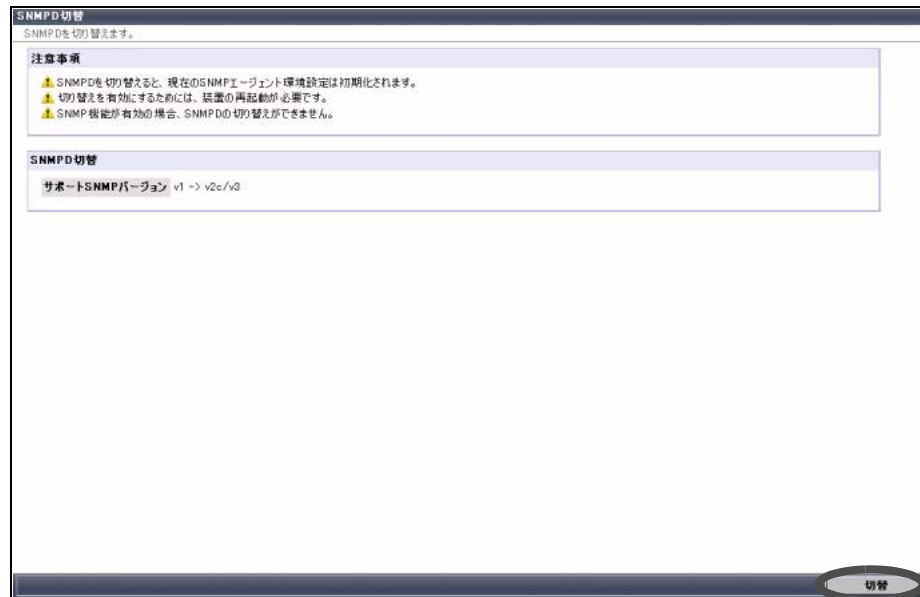 SNMPD切替
SNMPDを切り替えます。
注意事項
SNMPDを切り替えると、現在のSNMPエージェント環境設定は初期化されます。
切り替えを有効にするためには、装置の再起動が必要です。
SNMP機能が有効の場合、SNMPDの切り替えができません。
SNMPD切替
サポートSNMPバージョン v1 -> v2c/v3
切替